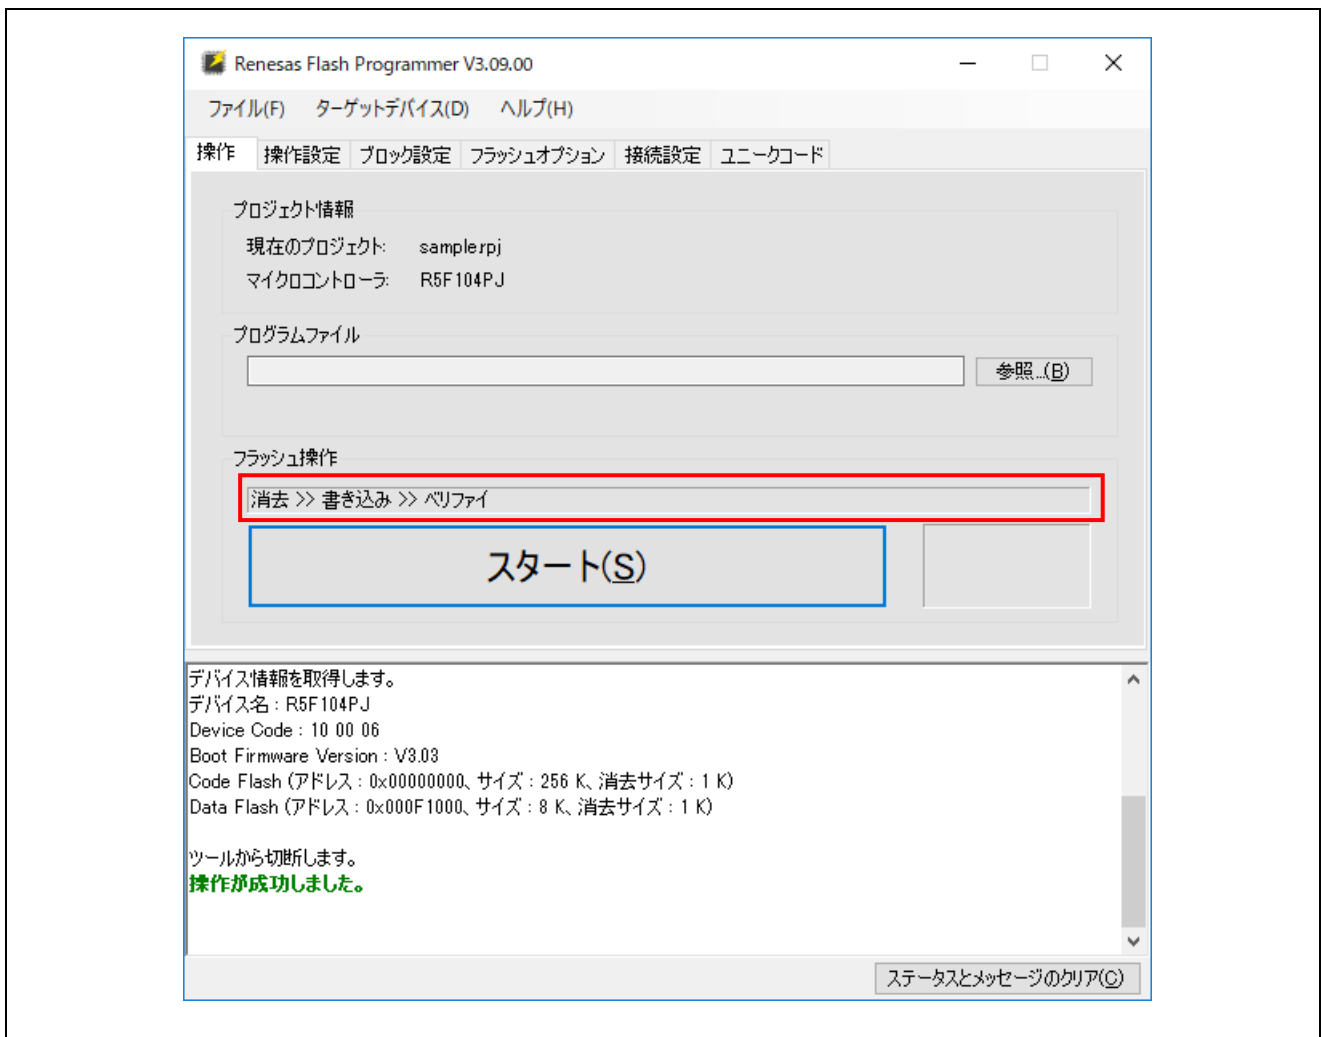 Renesas Flash Programmer V3.09.00
ファイル(F) ターゲットデバイス(D) ヘルプ(H)
操作 操作設定 ブロック設定 フラッシュオプション 接続設定 ユニークコード
プロジェクト情報
現在のプロジェクト: sample.rpj
マイクロコントローラ: R5F104PJ
プログラムファイル
参照...(B)
フラッシュ操作
消去 >> 書き込み >> ベリファイ
スタート(S)
デバイス情報を取得します。
デバイス名 : R5F104PJ
Device Code : 10 00 06
Boot Firmware Version : V3.03
Code Flash (アドレス : 0x00000000、サイズ : 256 K、消去サイズ : 1 K)
Data Flash (アドレス : 0x000F1000、サイズ : 8 K、消去サイズ : 1 K)
ツールから切断します。
操作が成功しました。
ステータスとメッセージのクリア(C)